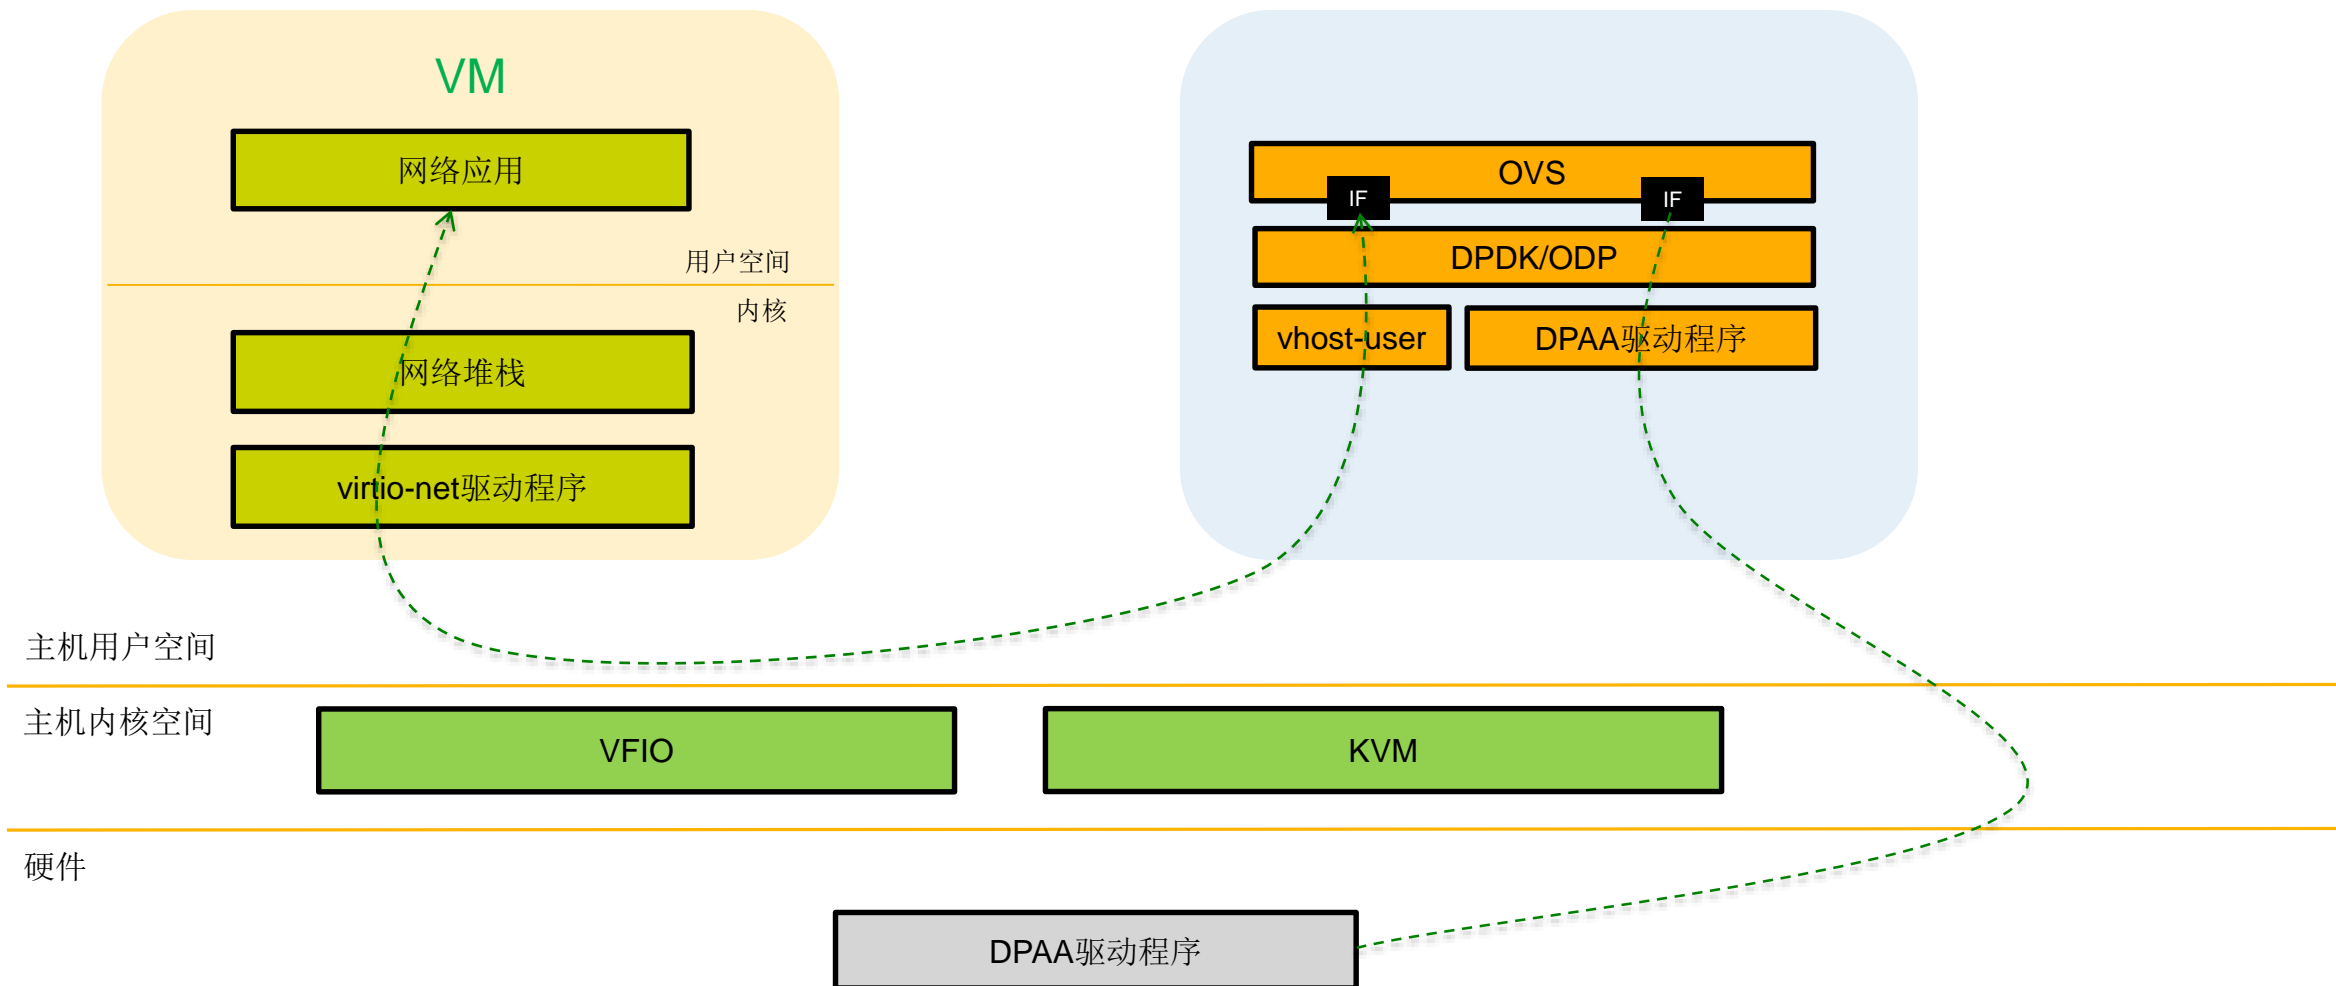 VM
网络应用
用户空间
内核
网络堆栈
virtio-net驱动程序
OVS
IF
IF
DPDK/ODP
vhost-user
DPAA驱动程序
主机用户空间
主机内核空间
VFIO
KVM
硬件
DPAA驱动程序